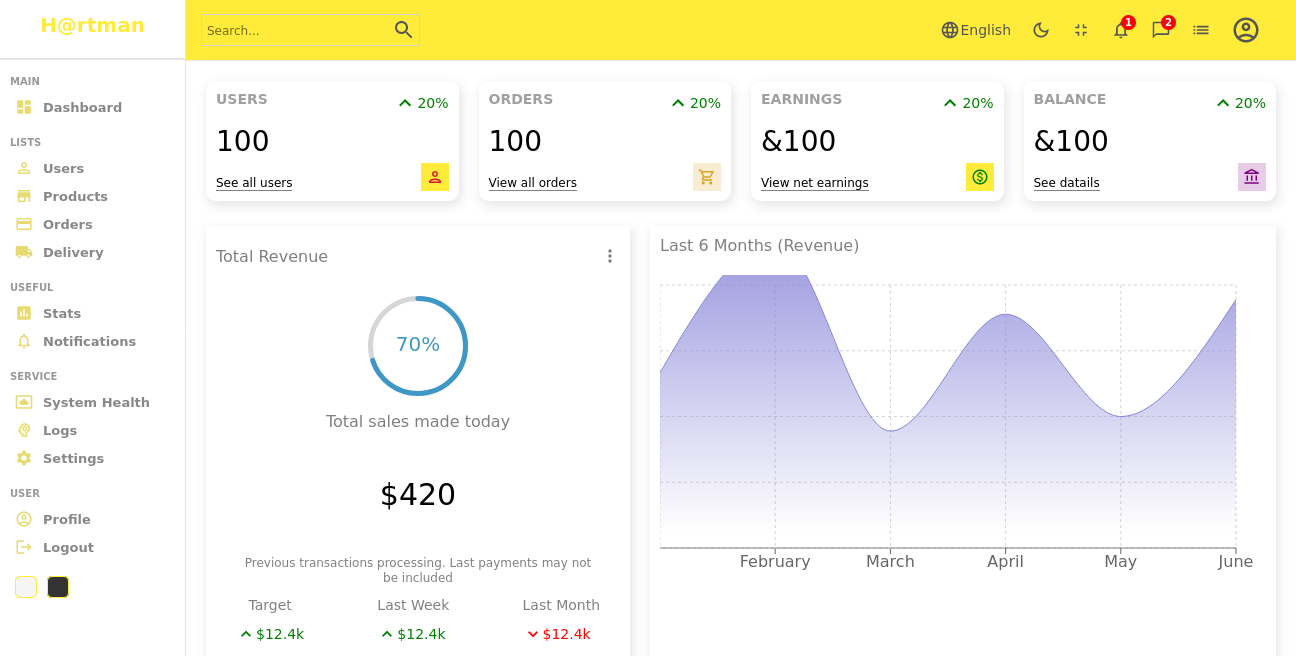 H@rtman
Search...
English
1
2
MAIN
Dashboard
LISTS
Users
Products
Orders
Delivery
USEFUL
Stats
Notifications
SERVICE
System Health
Logs
Settings
USER
Profile
Logout
USERS
20%
100
See all users
ORDERS
20%
100
View all orders
EARNINGS
20%
&100
View net earnings
BALANCE
20%
&100
See datails
Total Revenue
70%
Total sales made today
$420
Previous transactions processing. Last payments may not
be included
Target
Last Week
Last Month
$12.4k
$12.4k
$12.4k
Last 6 Months (Revenue)
February
March
April
May
June